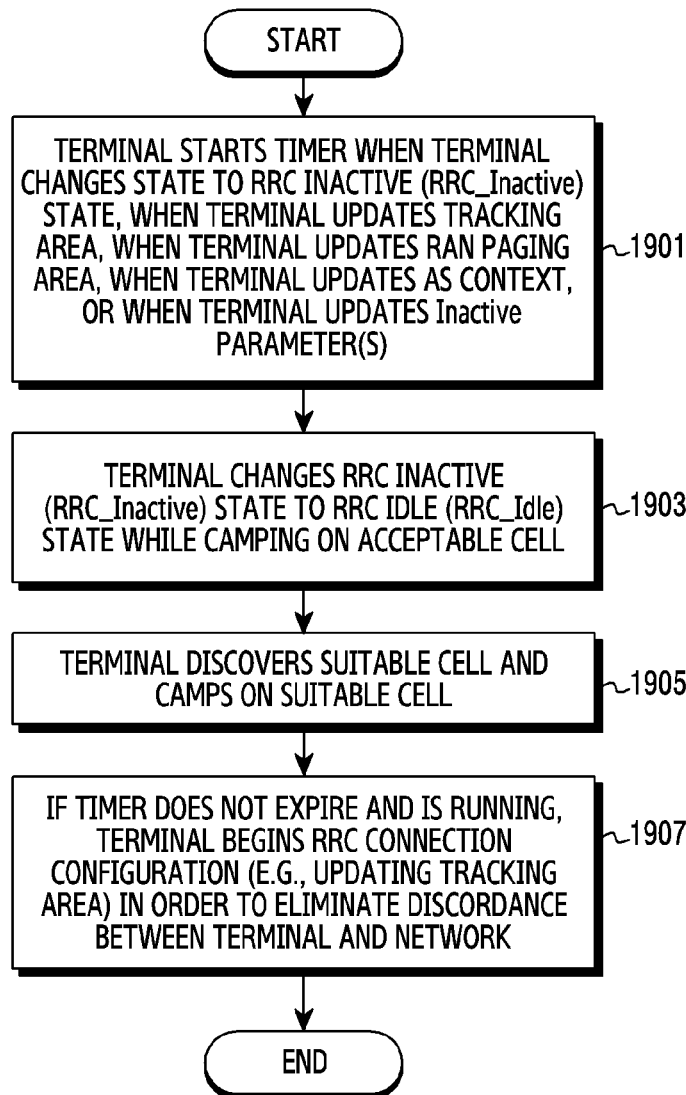 START
TERMINAL STARTS TIMER WHEN TERMINAL
CHANGES STATE TO RRC INACTIVE (RRC_Inactive)
STATE, WHEN TERMINAL UPDATES TRACKING
AREA, WHEN TERMINAL UPDATES RAN PAGING
AREA, WHEN TERMINAL UPDATES AS CONTEXT,
OR WHEN TERMINAL UPDATES Inactive
PARAMETER(S)
1901
TERMINAL CHANGES RRC INACTIVE
(RRC_Inactive) STATE TO RRC IDLE (RRC_Idle)
STATE WHILE CAMPING ON ACCEPTABLE CELL
1903
TERMINAL DISCOVERS SUITABLE CELL AND
CAMPS ON SUITABLE CELL
1905
IF TIMER DOES NOT EXPIRE AND IS RUNNING,
TERMINAL BEGINS RRC CONNECTION
CONFIGURATION (E.G., UPDATING TRACKING
AREA) IN ORDER TO ELIMINATE DISCORDANCE
BETWEEN TERMINAL AND NETWORK
1907
END